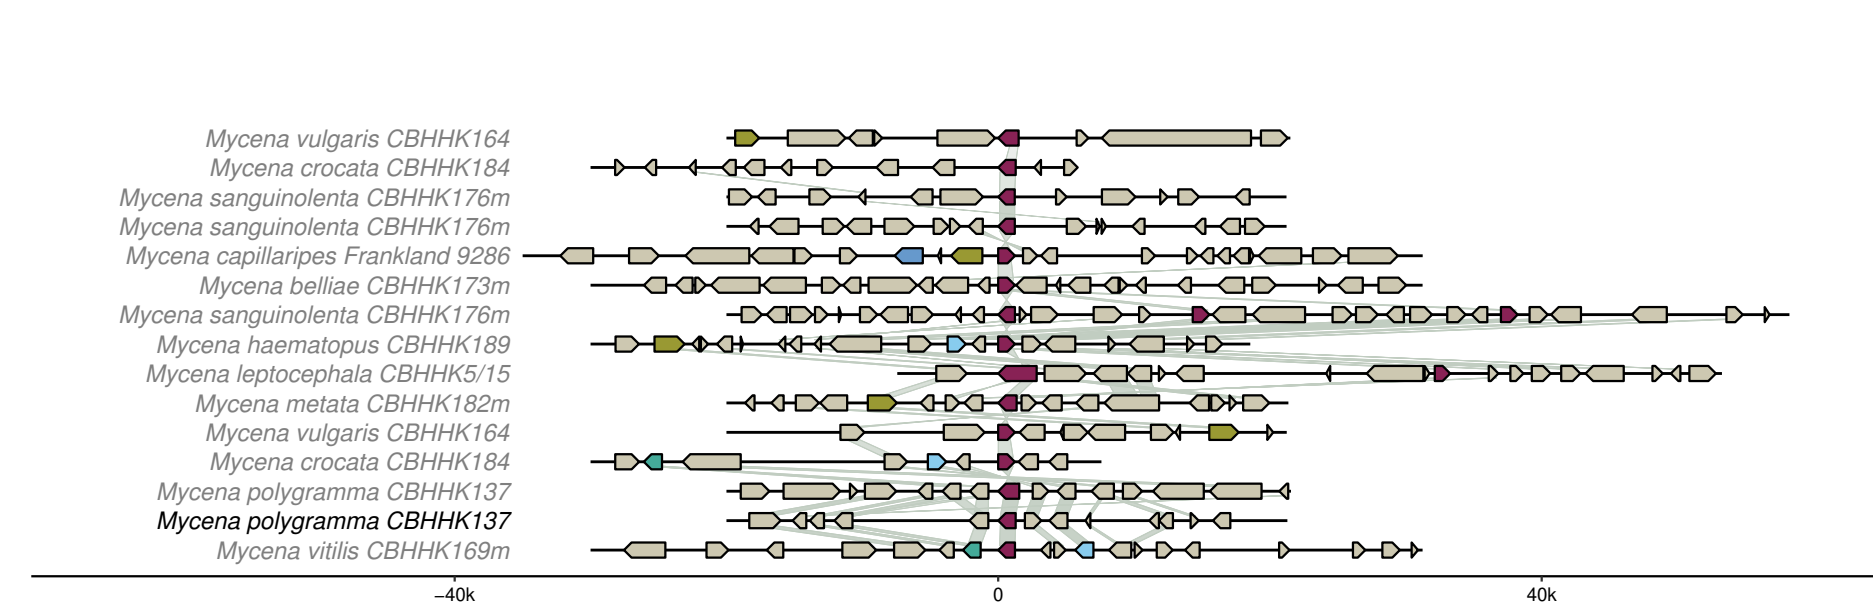 Mycena vulgaris CBHHK164
Mycena crocata CBHHK184
Mycena sanguinolenta CBHHK176m
Mycena sanguinolenta CBHHK176m
Mycena capillaripes Frankland 9286
Mycena belliae CBHHK173m
Mycena sanguinolenta CBHHK176m
Mycena haematopus CBHHK189
Mycena leptocephala CBHHK5/15
Mycena metata CBHHK182m
Mycena vulgaris CBHHK164
Mycena crocata CBHHK184
Mycena polygramma CBHHK137
Mycena polygramma CBHHK137
Mycena vitilis CBHHK169m
−40k 0 40k